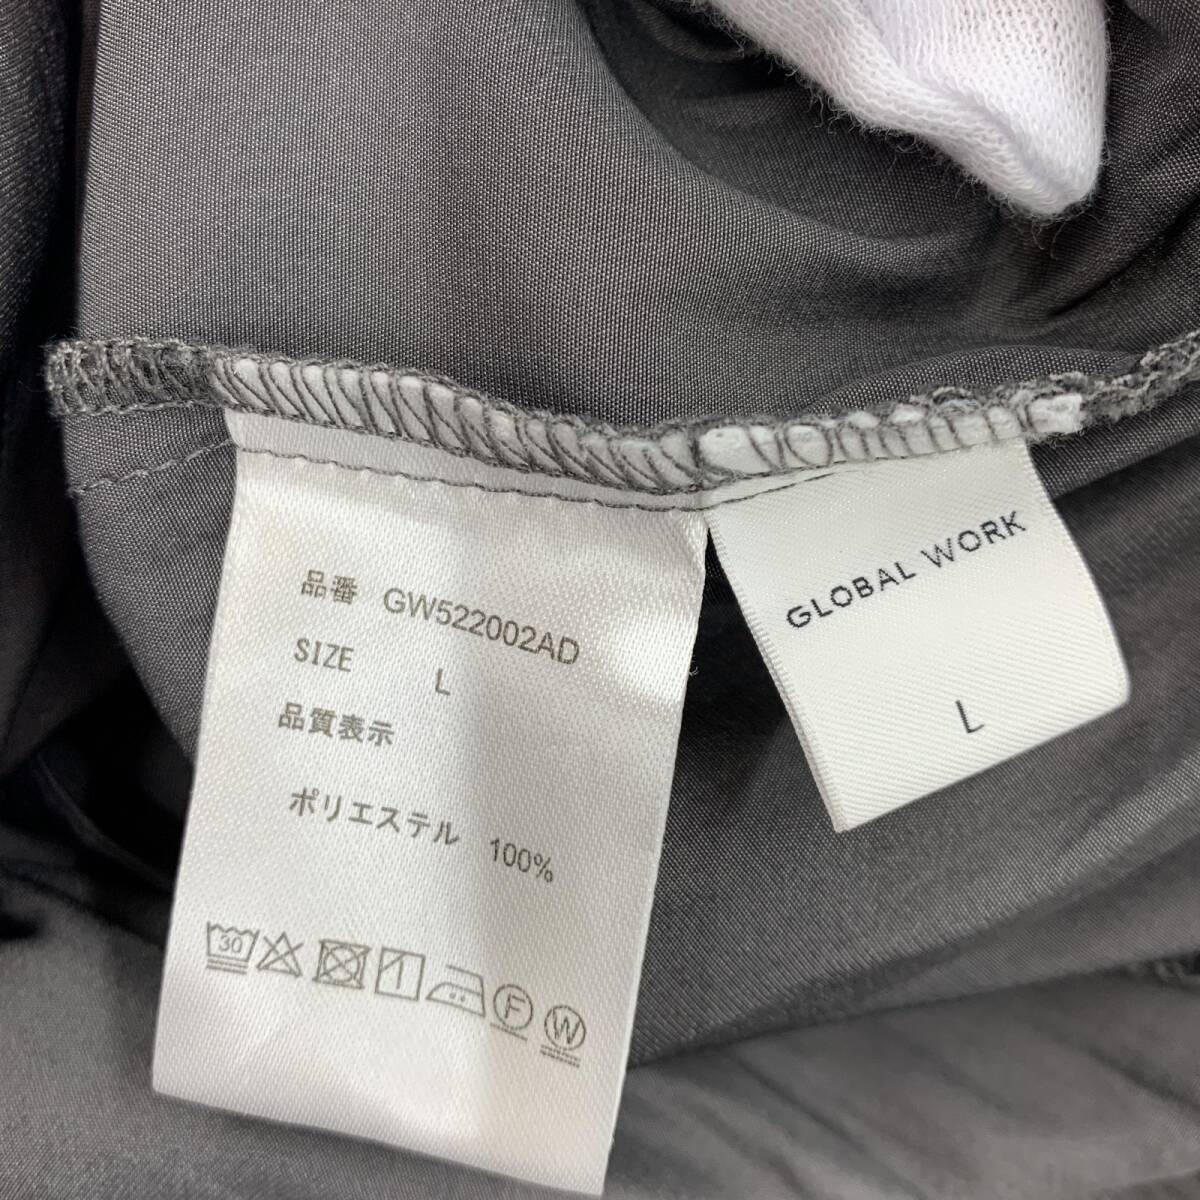 品番 GW522002AD
SIZE L
品質表示
ポリエステル 100%
30
F
W
GLOBAL WORK
L